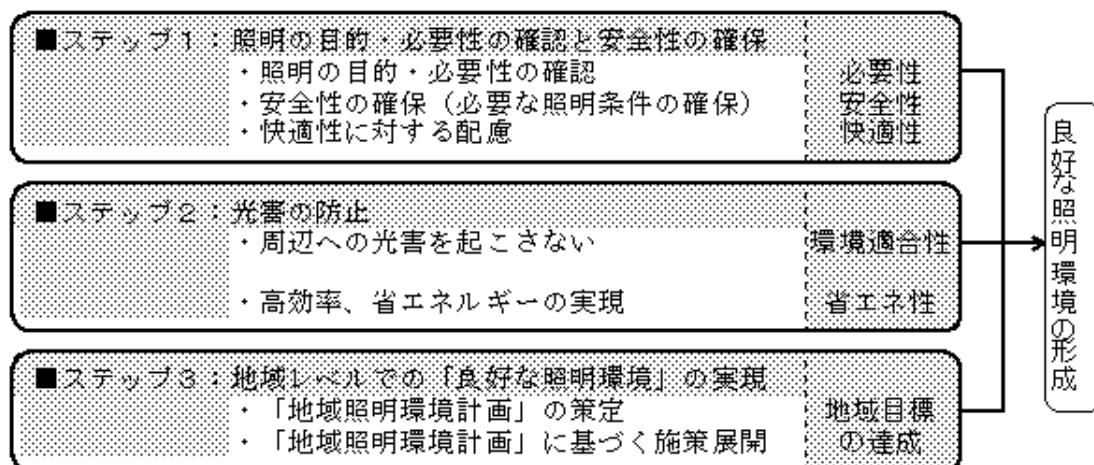 ■ステップ１：照明の目的・必要性の確認と安全性の確保
・照明の目的・必要性の確認
必要性
・安全性の確保（必要な照明条件の確保）
安全性
・快適性に対する配慮
快適性
■ステップ２：光害の防止
・周辺への光害を起こさない
環境適合性
・高効率、省エネルギーの実現
省エネ性
■ステップ３：地域レベルでの「良好な照明環境」の実現
・「地域照明環境計画」の策定
地域目標
・「地域照明環境計画」に基づく施策展開
の達成
良好な照明環境の形成